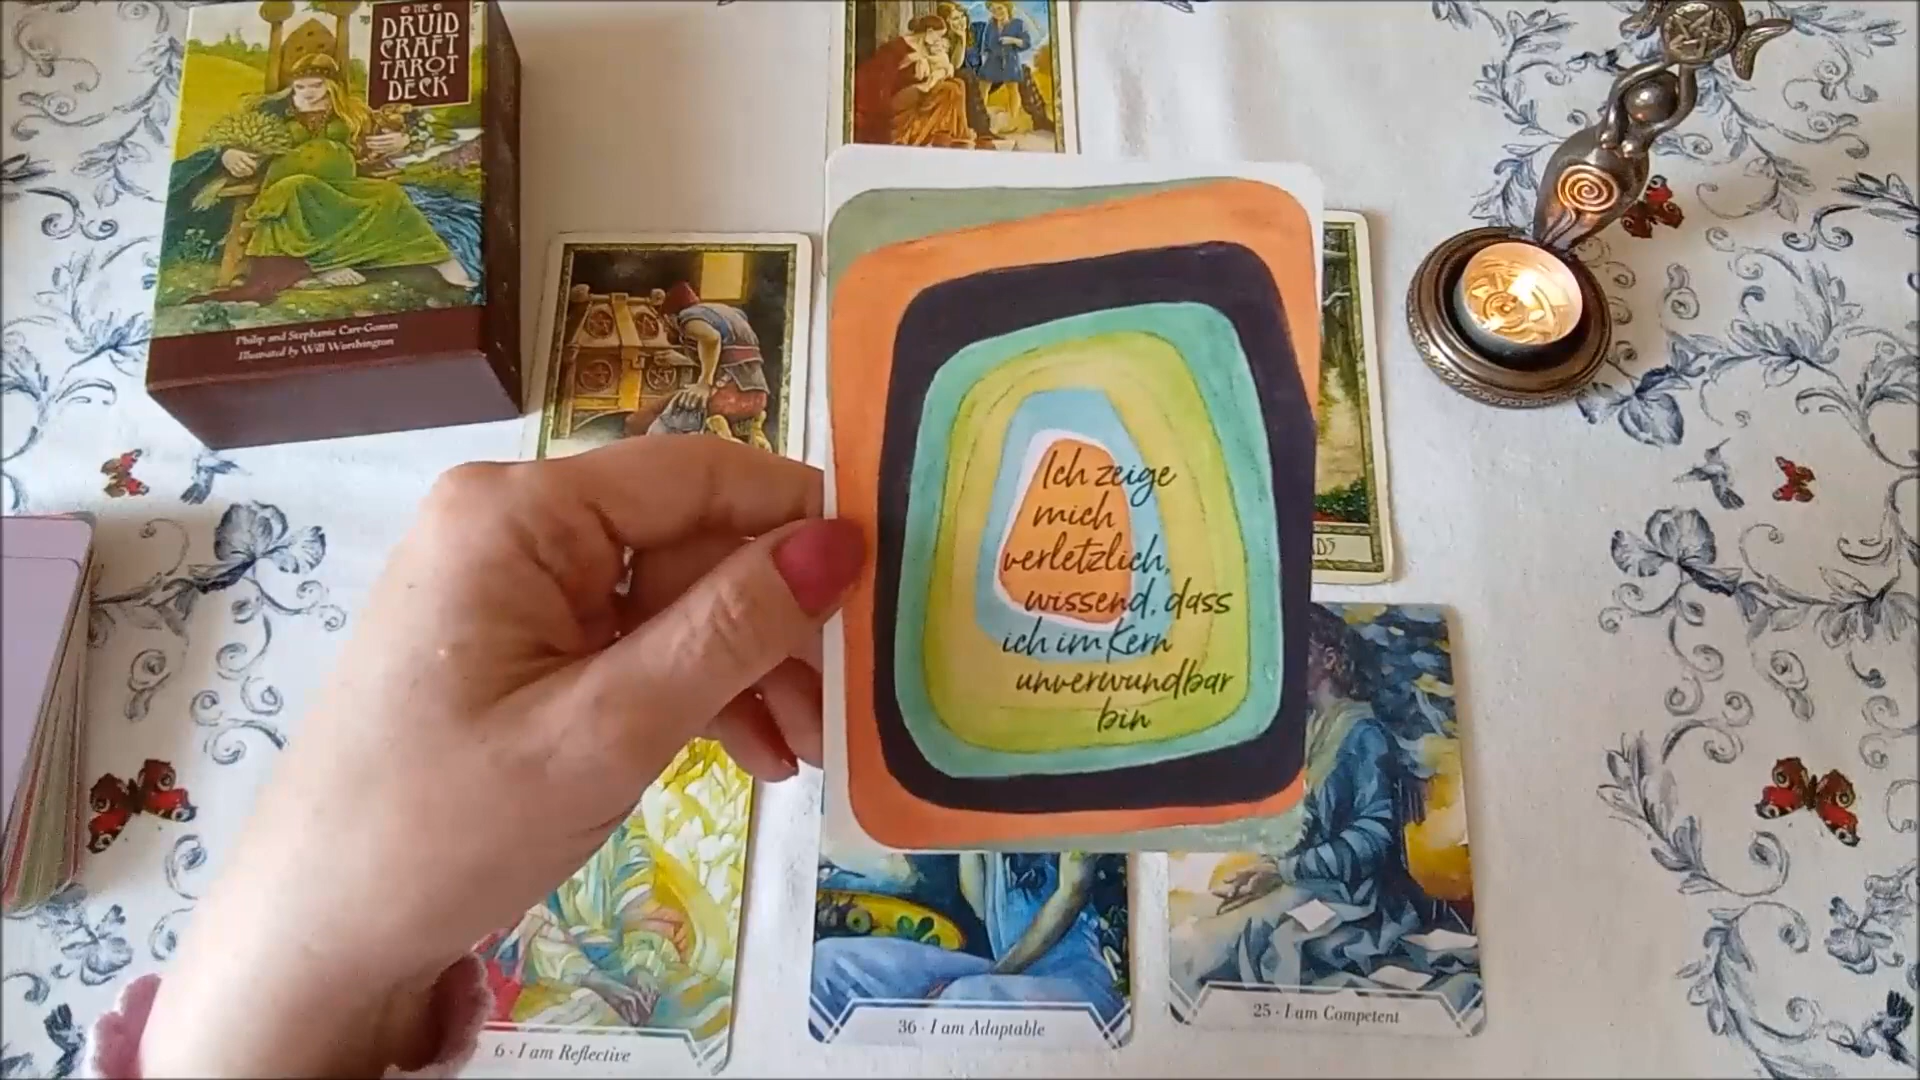 THE
DRUID
CRAFT
TAROT
DECK
Philip and Stephanie Carr-Gomm
Illustrated by Will Worthington
Ich zeige
mich
verletzlich,
wissend, dass
ich im Kern
unverwundbar
bin
6 · I am Reflective
36 · I am Adaptable
25 · I am Competent